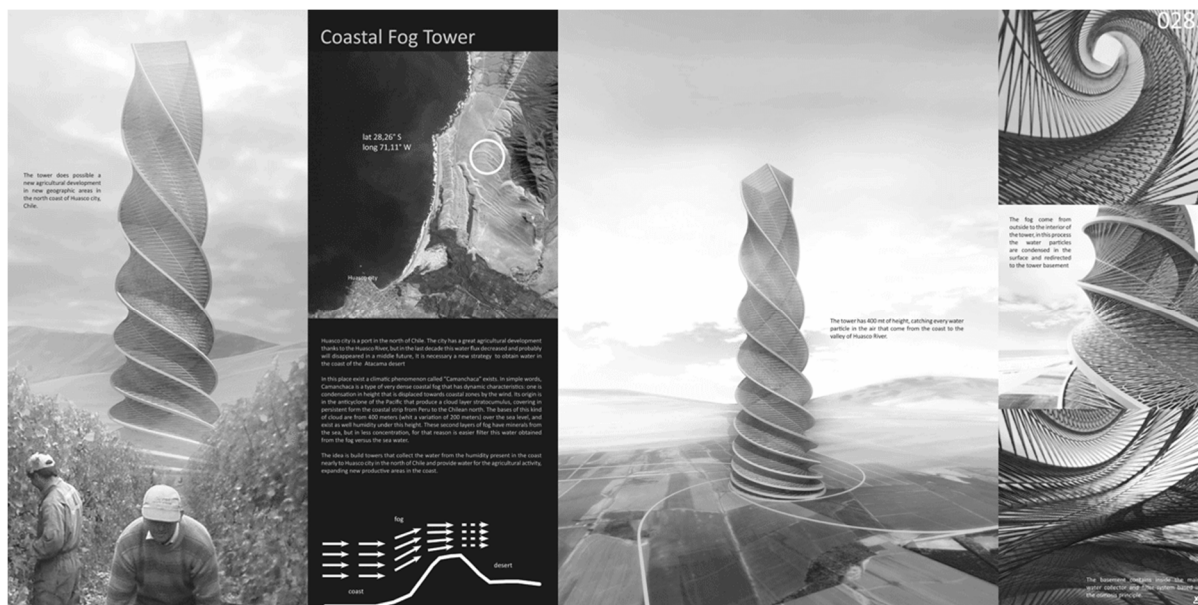 The tower does possible a
new agricultural development
in new geographic areas in
the north coast of Huasco city,
Chile.
Coastal Fog Tower
lat 28,26° S
long 71,11° W
Huasco city
Huasco city is a port in the north of Chile. The city has a great agricultural development
thanks to the Huasco River, but in the last decade this water flux decreased and probably
will disappeared in a middle future, it is necessary a new strategy to obtain water in
the coast of the Atacama desert
In this place exist a climatic phenomenon called "Camanchaca" exists. In simple words,
Camanchaca is a type of very dense coastal fog that has dynamic characteristics: one is
condensation in height that is displaced towards coastal zones by the wind. Its origin is
in the anticyclone of the Pacific that produce a cloud layer stratocumulus, covering in
persistent form the coastal strip from Peru to the Chilean north. The bases of this kind
of cloud are from 400 meters (whit a variation of 200 meters) over the sea level, and
exist as well humidity under this height. These second layers of fog have minerals from
the sea, but in less concentration, for that reason is easier filter this water obtained
from the fog versus the sea water.
The idea is build towers that collect the water from the humidity present in the coast
nearly to Huasco city in the north of Chile and provide water for the agricultural activity,
expanding new productive areas in the coast.
fog
desert
coast
The tower has 400 mt of height, catching every water
particle in the air that come from the coast to the
valley of Huasco River.
028
The fog come from
outside to the interior of
the tower, in this process
the water particles
are condensed in the
surface and redirected
to the tower basement
The basement contains inside the
water collector and filter system based
the osmosis principle.